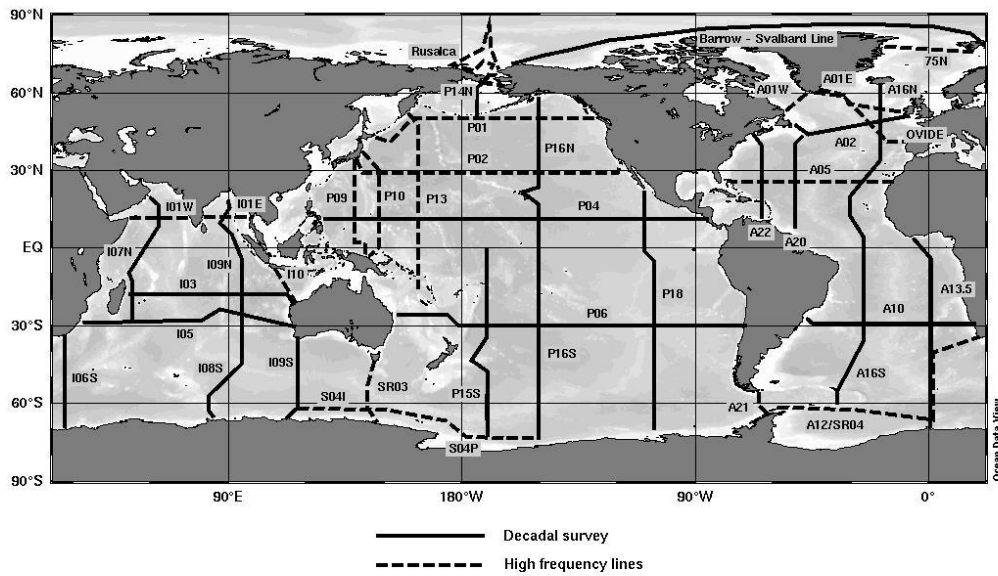 90°N
Rusalca
Barrow - Svalbard Line
75N
60°N
P14N
A01W
A01E
A16N
P01
OVIDE
P02
P16N
A02
30°N
A05
I01W
I01E
P09
P10
P13
P04
EQ
I07N
I09N
I10
A22
A20
I03
P18
A13.5
30°S
I05
P06
A10
I06S
I08S
I09S
SR03
P16S
A16S
60°S
S04I
P15S
A21
A12/SR04
S04P
90°S
90°E
180°W
90°W
0°
Ocean Data View
Decadal survey
High frequency lines